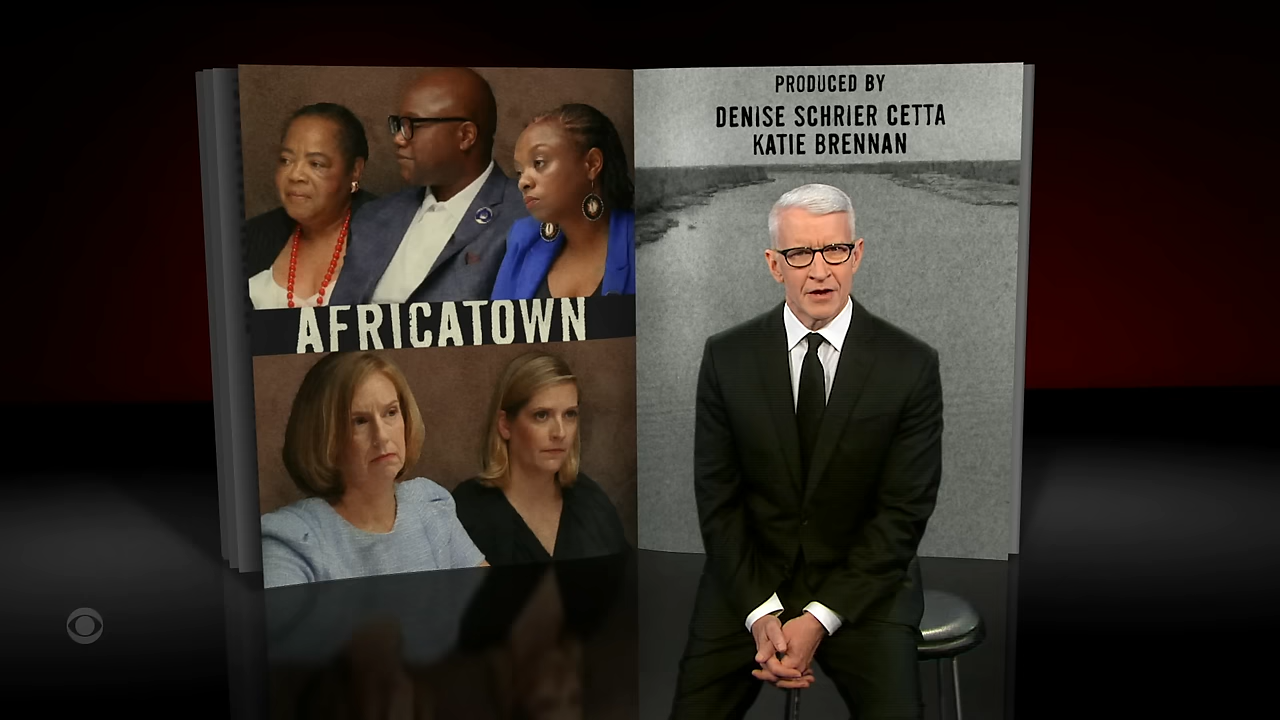 AFRICATOWN
PRODUCED BY
DENISE SCHRIER CETTA
KATIE BRENNAN